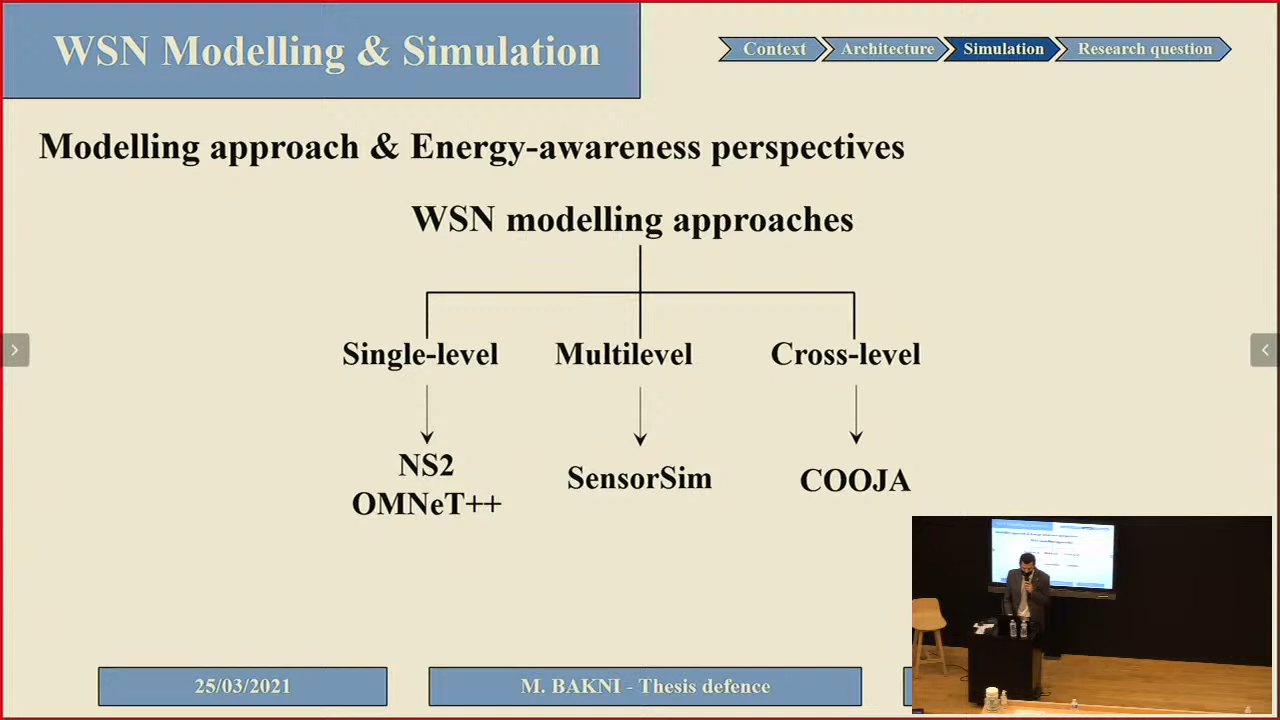 WSN Modelling & Simulation
Context Architecture Simulation Research question
Modelling approach & Energy-awareness perspectives
WSN modelling approaches
Single-level Multilevel Cross-level
NS2
OMNeT++
SensorSim
COOJA
25/03/2021
M. BAKNI - Thesis defence